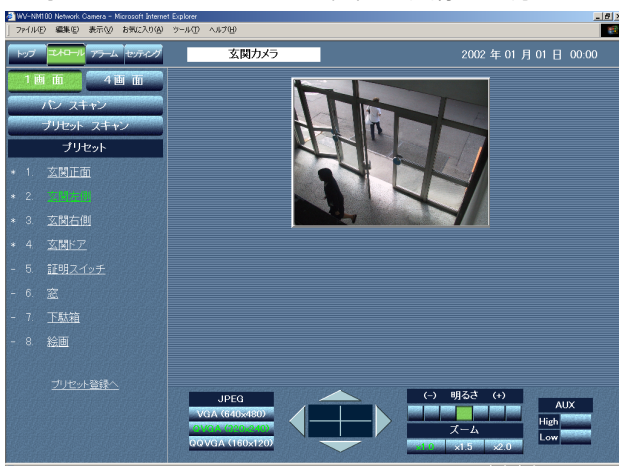 WV-NM100 Network Camera - Microsoft Internet Explorer
ファイル(F) 編集(E) 表示(V) お気に入り(A) ツール(T) ヘルプ(H)
トップ コントロール アラーム セッティング
玄関カメラ
2002 年 01 月 01 日 00:00
1 画 面 4 画 面
パン スキャン
プリセット スキャン
プリセット
* 1. 玄関正面
* 2. 玄関左側
* 3. 玄関右側
* 4. 玄関ドア
- 5. 証明スイッチ
- 6. 窓
- 7. 下駄箱
- 8. 絵画
プリセット登録へ
JPEG
VGA (640x480)
QVGA (320x240)
QQVGA (160x120)
(-) 明るさ (+)
ズーム
x1.0 x1.5 x2.0
AUX
High
Low